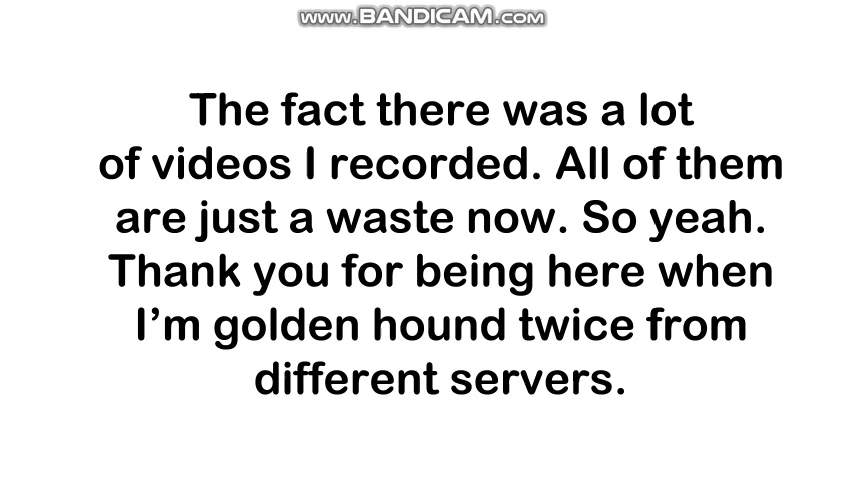 www.BANDICAM.com
The fact there was a lot
of videos I recorded. All of them
are just a waste now. So yeah.
Thank you for being here when
I’m golden hound twice from
different servers.